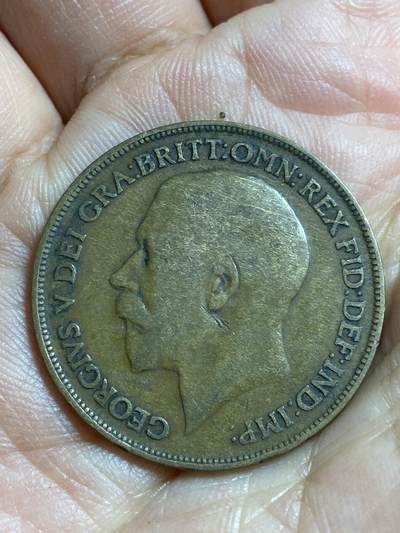 GEORGIVS V DEI GRA:BRITT:OMN:REX FID:DEF:IND:IMP: